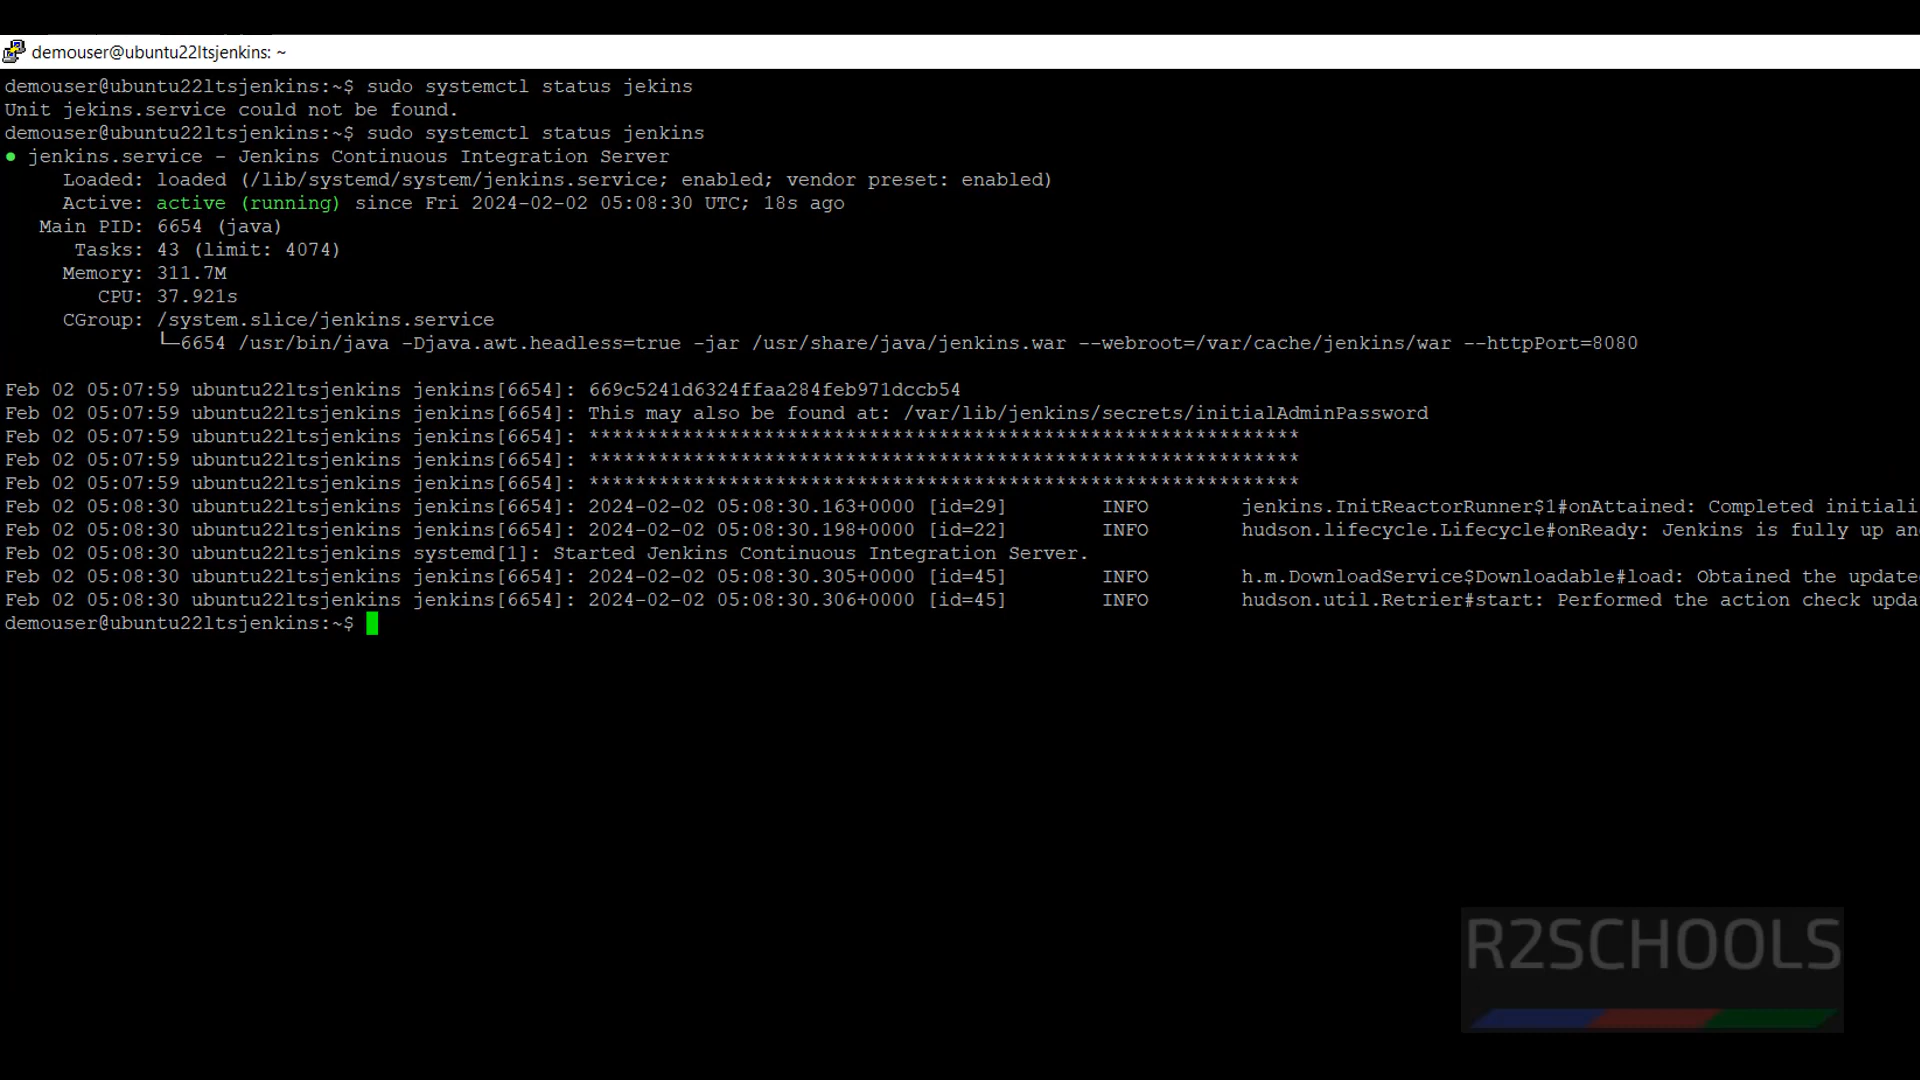 demouser@ubuntu22ltsjenkins: ~
demouser@ubuntu22ltsjenkins:~$ sudo systemctl status jekins
Unit jekins.service could not be found.
demouser@ubuntu22ltsjenkins:~$ sudo systemctl status jenkins
● jenkins.service - Jenkins Continuous Integration Server
Loaded: loaded (/lib/systemd/system/jenkins.service; enabled; vendor preset: enabled)
Active: active (running) since Fri 2024-02-02 05:08:30 UTC; 18s ago
Main PID: 6654 (java)
Tasks: 43 (limit: 4074)
Memory: 311.7M
CPU: 37.921s
CGroup: /system.slice/jenkins.service
└─6654 /usr/bin/java -Djava.awt.headless=true -jar /usr/share/java/jenkins.war --webroot=/var/cache/jenkins/war --httpPort=8080
Feb 02 05:07:59 ubuntu22ltsjenkins jenkins[6654]: 669c5241d6324ffaa284feb971dccb54
Feb 02 05:07:59 ubuntu22ltsjenkins jenkins[6654]: This may also be found at: /var/lib/jenkins/secrets/initialAdminPassword
Feb 02 05:07:59 ubuntu22ltsjenkins jenkins[6654]: *************************************************************
Feb 02 05:07:59 ubuntu22ltsjenkins jenkins[6654]: *************************************************************
Feb 02 05:07:59 ubuntu22ltsjenkins jenkins[6654]: *************************************************************
Feb 02 05:08:30 ubuntu22ltsjenkins jenkins[6654]: 2024-02-02 05:08:30.163+0000 [id=29] INFO jenkins.InitReactorRunner$1#onAttained: Completed initiali
Feb 02 05:08:30 ubuntu22ltsjenkins jenkins[6654]: 2024-02-02 05:08:30.198+0000 [id=22] INFO hudson.lifecycle.Lifecycle#onReady: Jenkins is fully up an
Feb 02 05:08:30 ubuntu22ltsjenkins systemd[1]: Started Jenkins Continuous Integration Server.
Feb 02 05:08:30 ubuntu22ltsjenkins jenkins[6654]: 2024-02-02 05:08:30.305+0000 [id=45] INFO h.m.DownloadService$Downloadable#load: Obtained the update
Feb 02 05:08:30 ubuntu22ltsjenkins jenkins[6654]: 2024-02-02 05:08:30.306+0000 [id=45] INFO hudson.util.Retrier#start: Performed the action check upda
demouser@ubuntu22ltsjenkins:~$
R2SCHOOLS